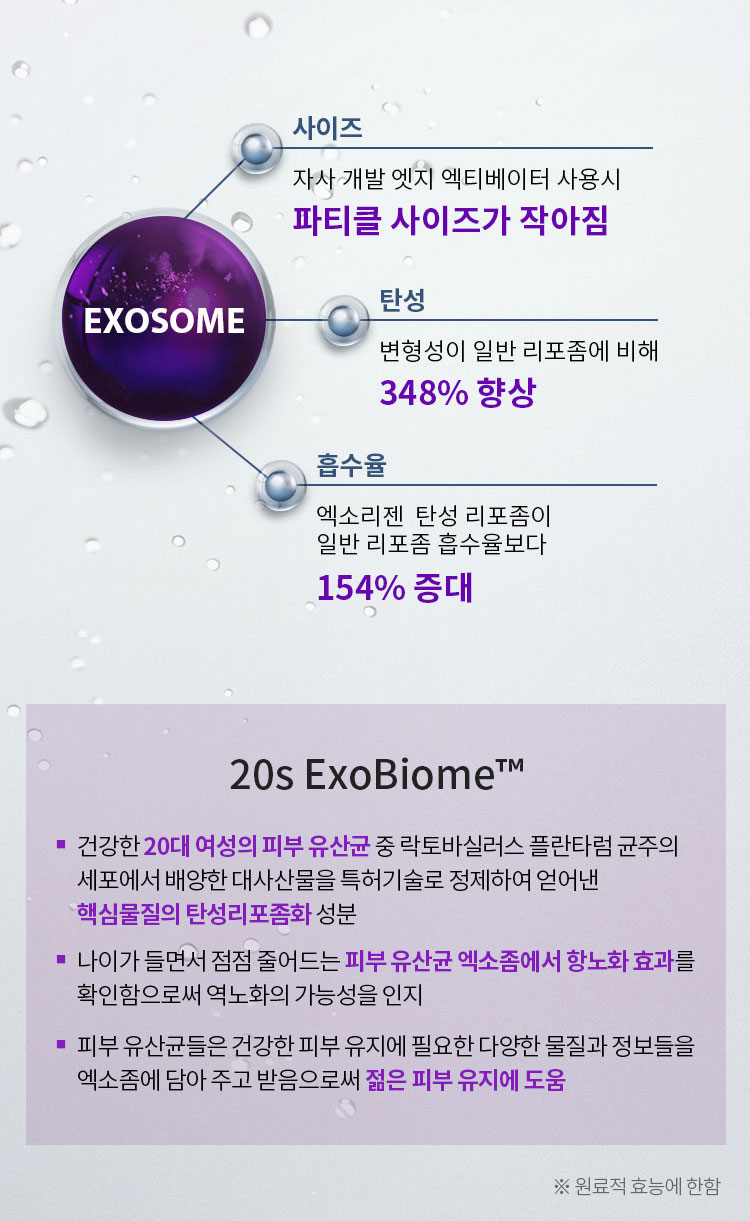 사이즈
자사 개발 엣지 엑티베이터 사용시
파티클 사이즈가 작아짐
EXOSOME
탄성
변형성이 일반 리포좀에 비해
348% 향상
흡수율
엑소리젠 탄성 리포좀이
일반 리포좀 흡수율보다
154% 증대
20s ExoBiome™
▪ 건강한 20대 여성의 피부 유산균 중 락토바실러스 플란타럼 균주의
세포에서 배양한 대사산물을 특허기술로 정제하여 얻어낸
핵심물질의 탄성리포좀화 성분
▪ 나이가 들면서 점점 줄어드는 피부 유산균 엑소좀에서 항노화 효과를
확인함으로써 역노화의 가능성을 인지
▪ 피부 유산균들은 건강한 피부 유지에 필요한 다양한 물질과 정보들을
엑소좀에 담아 주고 받음으로써 젊은 피부 유지에 도움
※ 원료적 효능에 한함